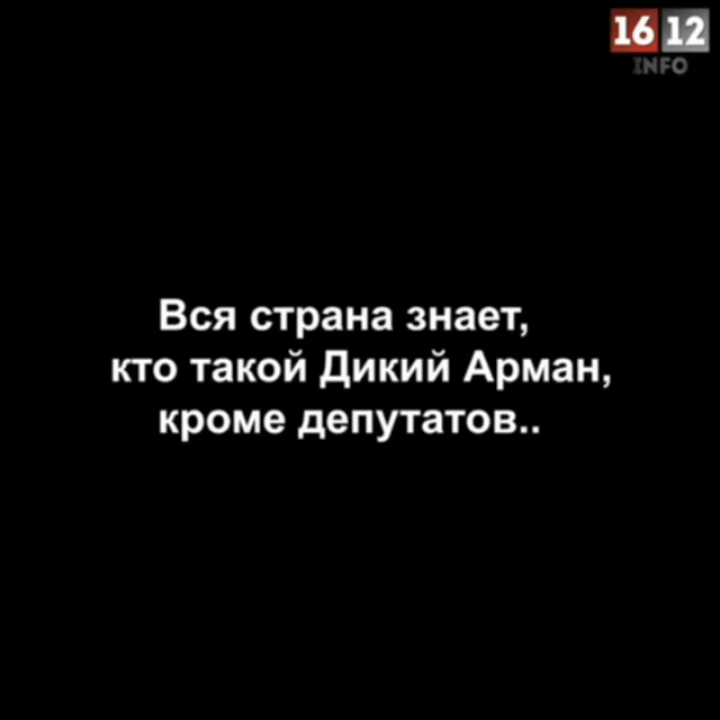 16 12
INFO
Вся страна знает,
кто такой Дикий Арман,
кроме депутатов..